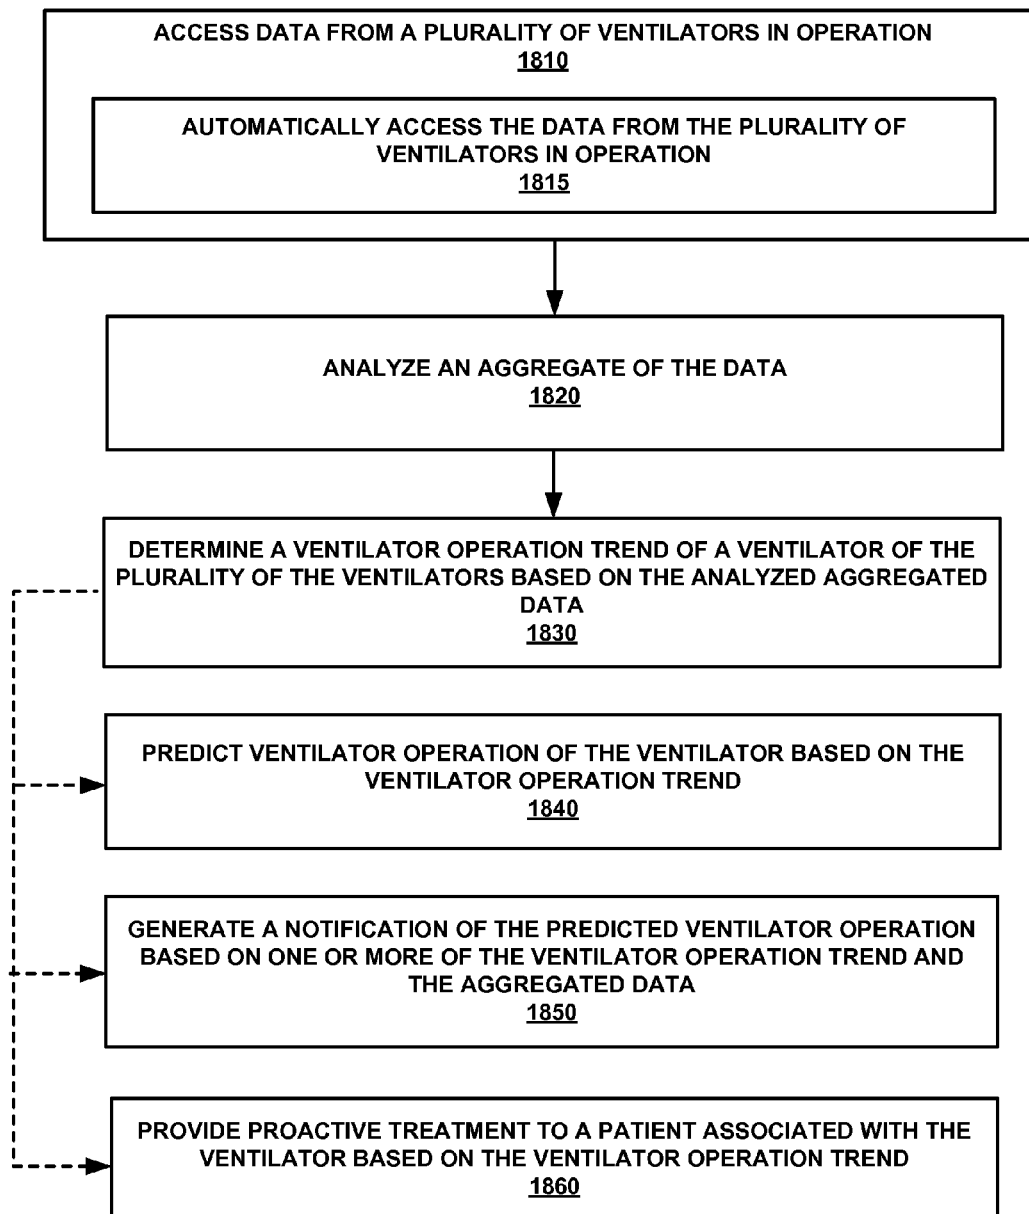 ACCESS DATA FROM A PLURALITY OF VENTILATORS IN OPERATION
1810
AUTOMATICALLY ACCESS THE DATA FROM THE PLURALITY OF
VENTILATORS IN OPERATION
1815
ANALYZE AN AGGREGATE OF THE DATA
1820
DETERMINE A VENTILATOR OPERATION TREND OF A VENTILATOR OF THE
PLURALITY OF THE VENTILATORS BASED ON THE ANALYZED AGGREGATED
DATA
1830
PREDICT VENTILATOR OPERATION OF THE VENTILATOR BASED ON THE
VENTILATOR OPERATION TREND
1840
GENERATE A NOTIFICATION OF THE PREDICTED VENTILATOR OPERATION
BASED ON ONE OR MORE OF THE VENTILATOR OPERATION TREND AND
THE AGGREGATED DATA
1850
PROVIDE PROACTIVE TREATMENT TO A PATIENT ASSOCIATED WITH THE
VENTILATOR BASED ON THE VENTILATOR OPERATION TREND
1860